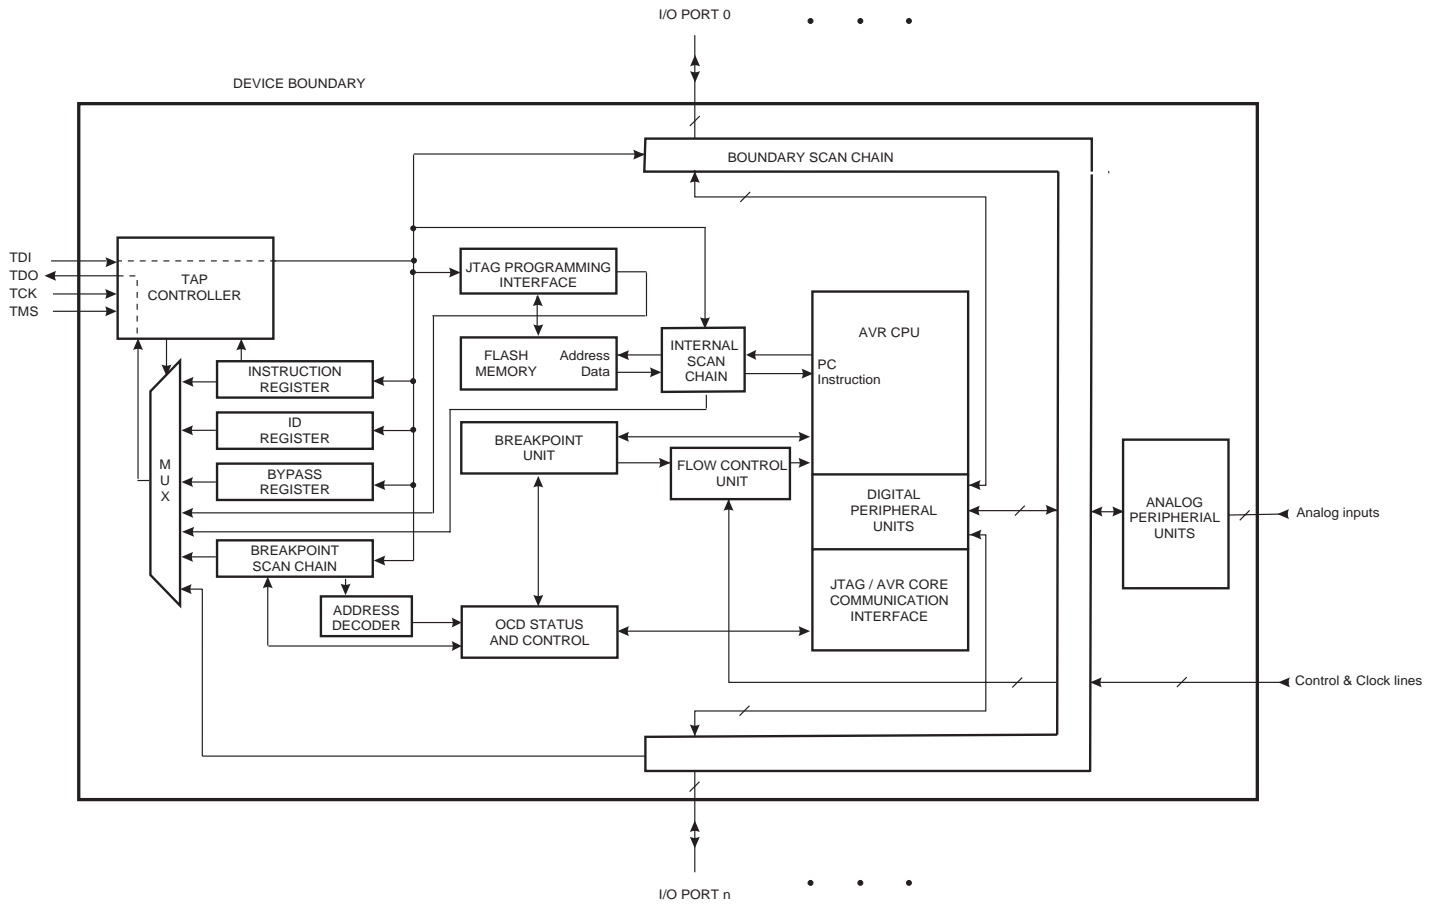 I/O PORT 0
DEVICE BOUNDARY
BOUNDARY SCAN CHAIN
TDI
TDO
TCK
TMS
TAP
CONTROLLER
JTAG PROGRAMMING
INTERFACE
AVR CPU
FLASH
MEMORY
Address
Data
INTERNAL
SCAN
CHAIN
PC
Instruction
INSTRUCTION
REGISTER
ID
REGISTER
BREAKPOINT
UNIT
FLOW CONTROL
UNIT
M
U
X
BYPASS
REGISTER
DIGITAL
PERIPHERAL
UNITS
ANALOG
PERIPHERIAL
UNITS
Analog inputs
BREAKPOINT
SCAN CHAIN
JTAG / AVR CORE
COMMUNICATION
INTERFACE
ADDRESS
DECODER
OCD STATUS
AND CONTROL
Control & Clock lines
I/O PORT n